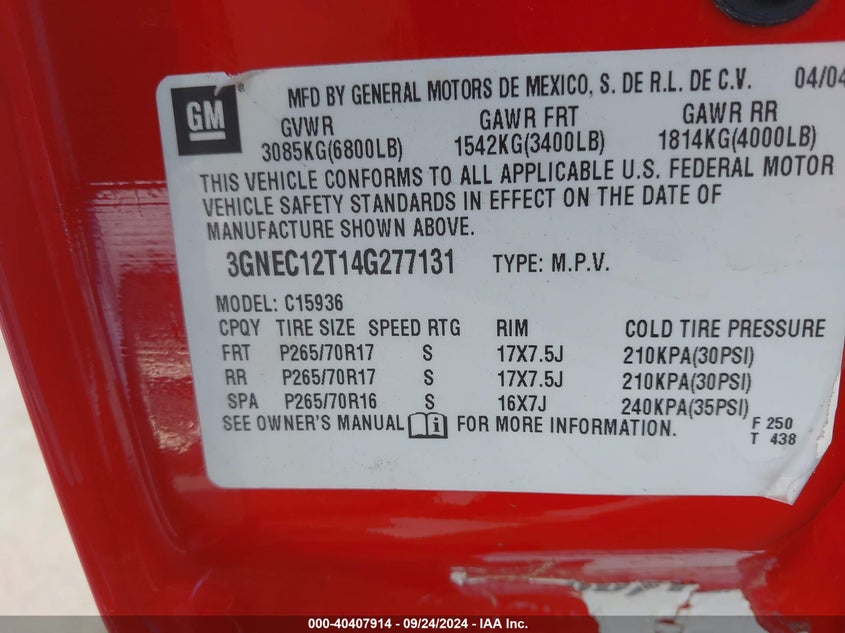 GM ®
MFD BY GENERAL MOTORS DE MEXICO, S. DE R.L. DE C.V. 04/04
GVWR GAWR FRT GAWR RR
3085KG(6800LB) 1542KG(3400LB) 1814KG(4000LB)
THIS VEHICLE CONFORMS TO ALL APPLICABLE U.S. FEDERAL MOTOR
VEHICLE SAFETY STANDARDS IN EFFECT ON THE DATE OF
MANUFACTURE SHOWN ABOVE.
3GNEC12T14G277131 TYPE: M.P.V.
MODEL: C15936
CPQY TIRE SIZE SPEED RTG RIM COLD TIRE PRESSURE
FRT P265/70R17 S 17X7.5J 210KPA(30PSI)
RR P265/70R17 S 17X7.5J 210KPA(30PSI)
SPA P265/70R16 S 16X7J 240KPA(35PSI)
SEE OWNER'S MANUAL i FOR MORE INFORMATION.
F 250
T 438
000-40407914 - 09/24/2024 - IAA Inc.